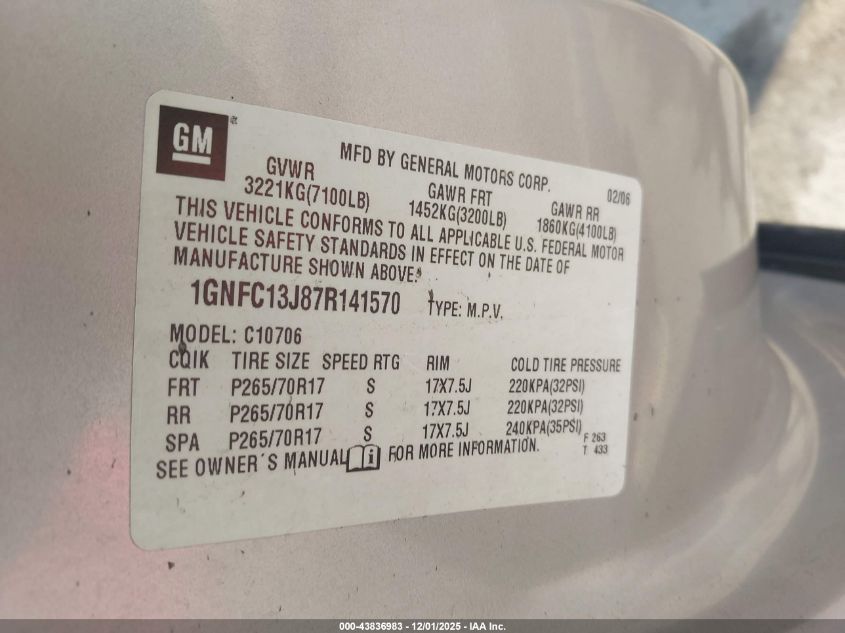 GM
MFD BY GENERAL MOTORS CORP. 02/06
GVWR GAWR FRT GAWR RR
3221KG(7100LB) 1452KG(3200LB) 1860KG(4100LB)
THIS VEHICLE CONFORMS TO ALL APPLICABLE U.S. FEDERAL MOTOR
VEHICLE SAFETY STANDARDS IN EFFECT ON THE DATE OF
MANUFACTURE SHOWN ABOVE.
1GNFC13J87R141570 TYPE: M.P.V.
MODEL: C10706
CQIK TIRE SIZE SPEED RTG RIM COLD TIRE PRESSURE
FRT P265/70R17 S 17X7.5J 220KPA(32PSI)
RR P265/70R17 S 17X7.5J 220KPA(32PSI)
SPA P265/70R17 S 17X7.5J 240KPA(35PSI)
SEE OWNER'S MANUAL i FOR MORE INFORMATION.
F 263
T 433
000-43836983 - 12/01/2025 - IAA Inc.